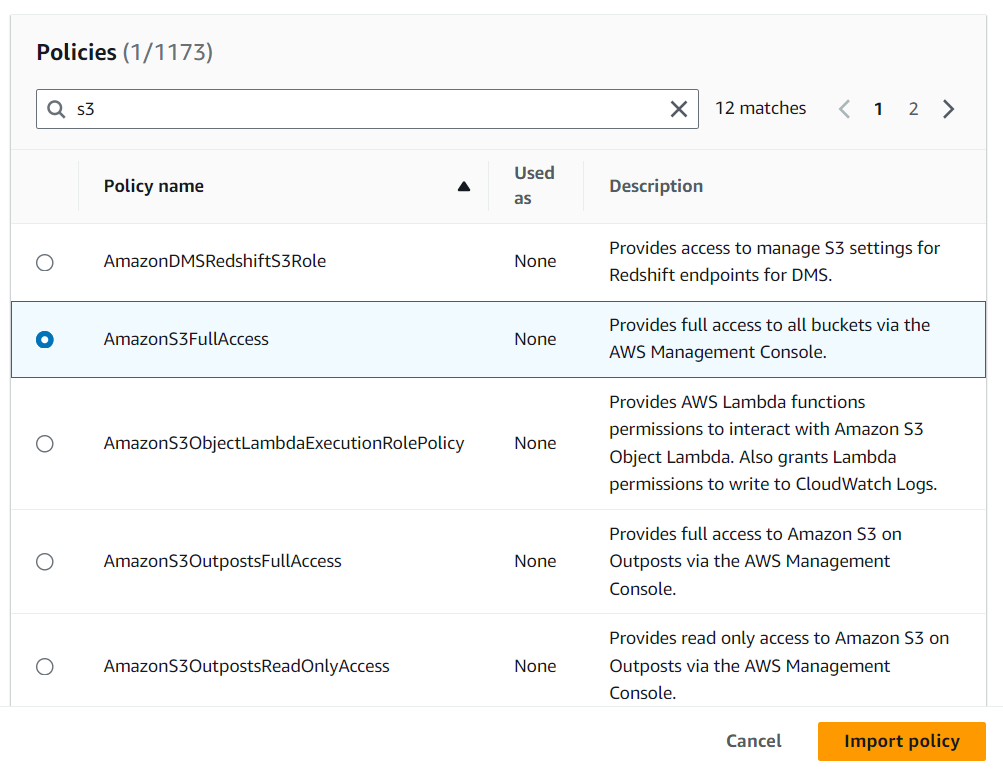 Policies (1/1173)
s3
12 matches
1 2
Policy name
Used as
Description
AmazonDMSRedshiftS3Role
None
Provides access to manage S3 settings for
Redshift endpoints for DMS.
AmazonS3FullAccess
None
Provides full access to all buckets via the
AWS Management Console.
AmazonS3ObjectLambdaExecutionRolePolicy
None
Provides AWS Lambda functions
permissions to interact with Amazon S3
Object Lambda. Also grants Lambda
permissions to write to CloudWatch Logs.
AmazonS3OutpostsFullAccess
None
Provides full access to Amazon S3 on
Outposts via the AWS Management
Console.
AmazonS3OutpostsReadOnlyAccess
None
Provides read only access to Amazon S3 on
Outposts via the AWS Management
Console.
Cancel
Import policy